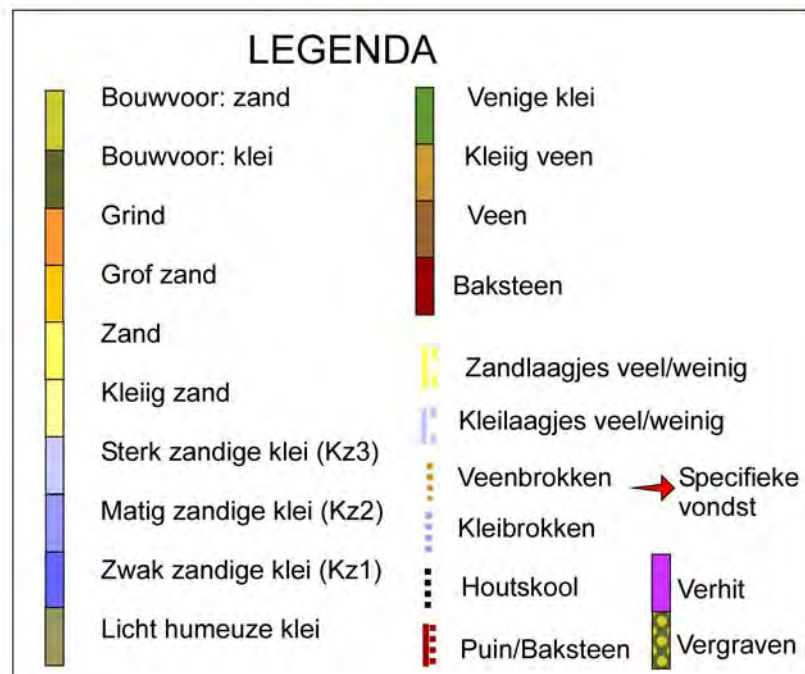 LEGENDA
Bouwvoor: zand
Bouwvoor: klei
Grind
Grof zand
Zand
Kleiig zand
Sterk zandige klei (Kz3)
Matig zandige klei (Kz2)
Zwak zandige klei (Kz1)
Licht humeuze klei
Venige klei
Kleiig veen
Veen
Baksteen
Zandlaagjes veel/weinig
Kleilaagjes veel/weinig
Veenbrokken
Kleibrokken
Houtskool
Puin/Baksteen
Specifieke
vondst
Verhit
Vergraven